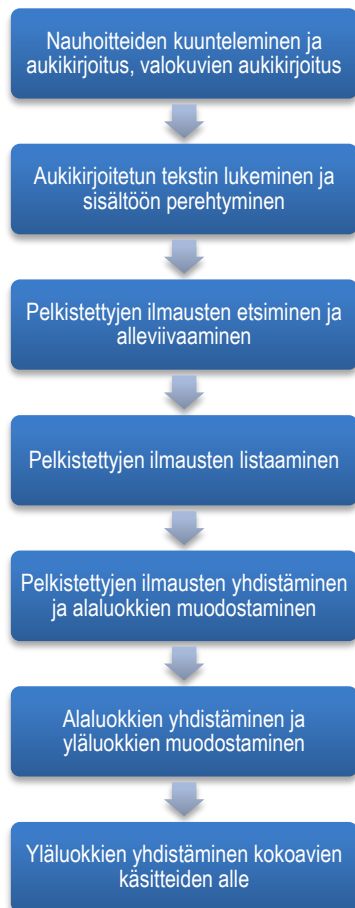 Nauhoitteiden kuunteleminen ja
aukikirjoitus, valokuvien aukikirjoitus
Aukikirjoitetun tekstin lukeminen ja
sisältöön perehtyminen
Pelkistettyjen ilmausten etsiminen ja
alleviivaaminen
Pelkistettyjen ilmausten listaaminen
Pelkistettyjen ilmausten yhdistäminen
ja alaluokkien muodostaminen
Alaluokkien yhdistäminen ja
yläluokkien muodostaminen
Yläluokkien yhdistäminen kokoavien
käsitteiden alle